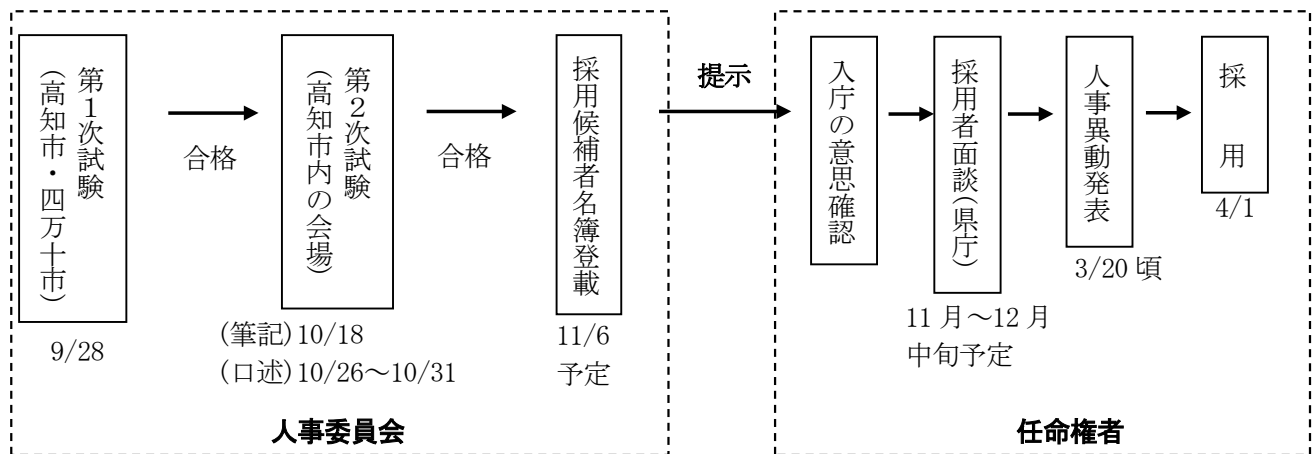 第１次試験
（高知市・四万十市）
9/28
合格
第２次試験
（高知市内の会場）
(筆記)10/18
(口述)10/26～10/31
合格
採用候補者名簿登載
11/6
予定
人事委員会
提示
入庁の意思確認
採用者面談（県庁）
11月～12月
中旬予定
人事異動発表
3/20頃
採　用
4/1
任命権者